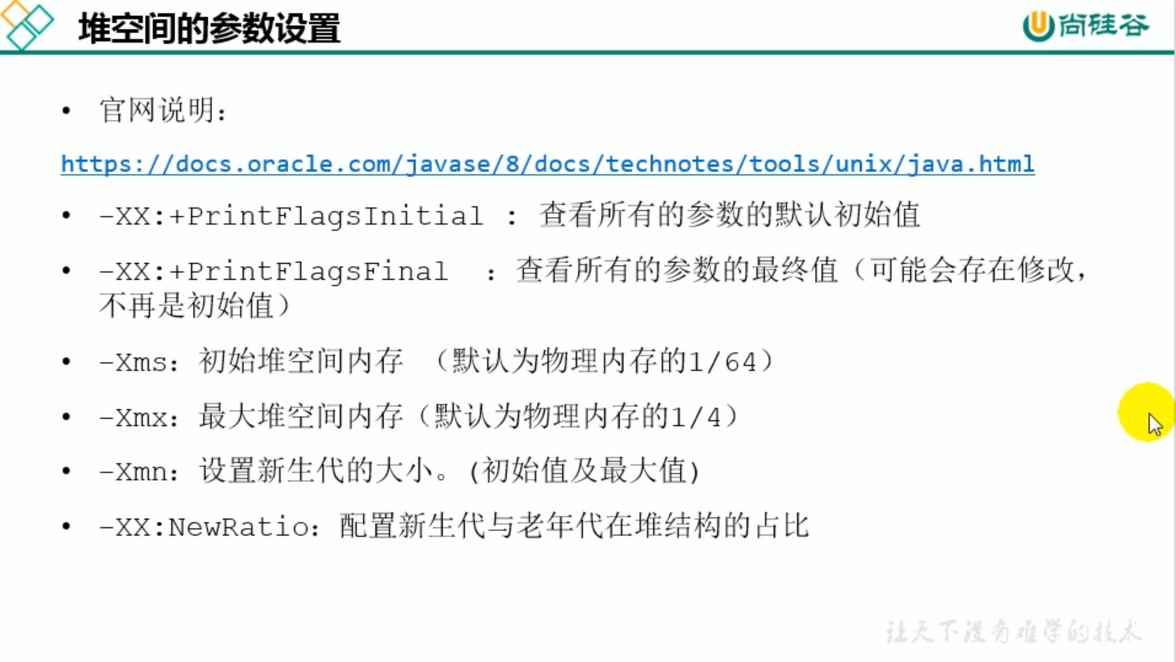 堆空间的参数设置
尚硅谷
• 官网说明：
https://docs.oracle.com/javase/8/docs/technotes/tools/unix/java.html
• -XX:+PrintFlagsInitial : 查看所有的参数的默认初始值
• -XX:+PrintFlagsFinal ：查看所有的参数的最终值（可能会存在修改，
不再是初始值）
• -Xms：初始堆空间内存 （默认为物理内存的1/64）
• -Xmx：最大堆空间内存（默认为物理内存的1/4）
• -Xmn：设置新生代的大小。(初始值及最大值)
• -XX:NewRatio：配置新生代与老年代在堆结构的占比
让天下没有难学的技术